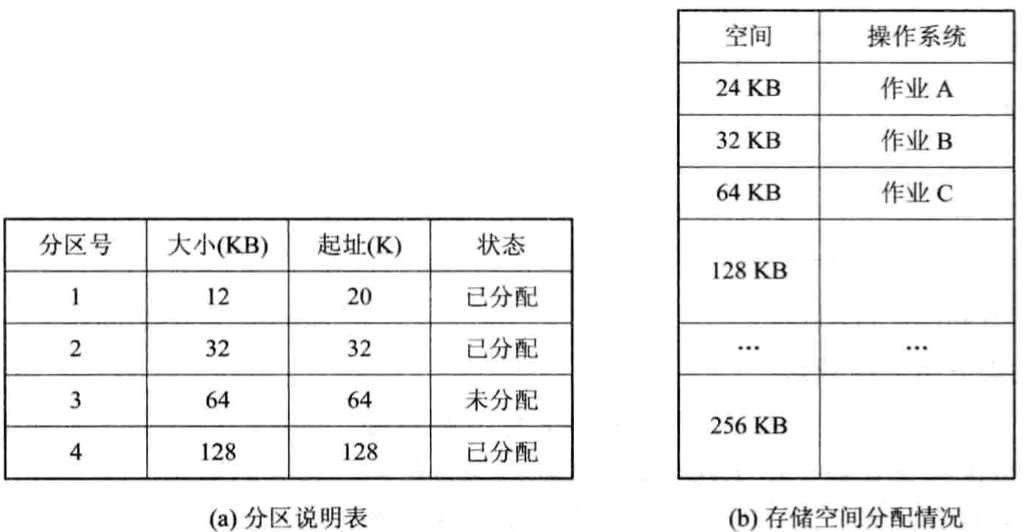 分区号 大小(KB) 起址(K) 状态
1 12 20 已分配
2 32 32 已分配
3 64 64 未分配
4 128 128 已分配
(a) 分区说明表
空间 操作系统
24 KB 作业 A
32 KB 作业 B
64 KB 作业 C
128 KB
… …
256 KB
(b) 存储空间分配情况